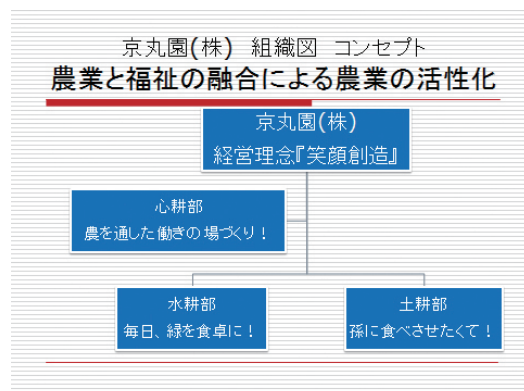 京丸園(株) 組織図 コンセプト
農業と福祉の融合による農業の活性化
京丸園(株)
経営理念『笑顔創造』
心耕部
農を通した働きの場づくり！
水耕部
毎日、緑を食卓に！
土耕部
孫に食べさせたくて！